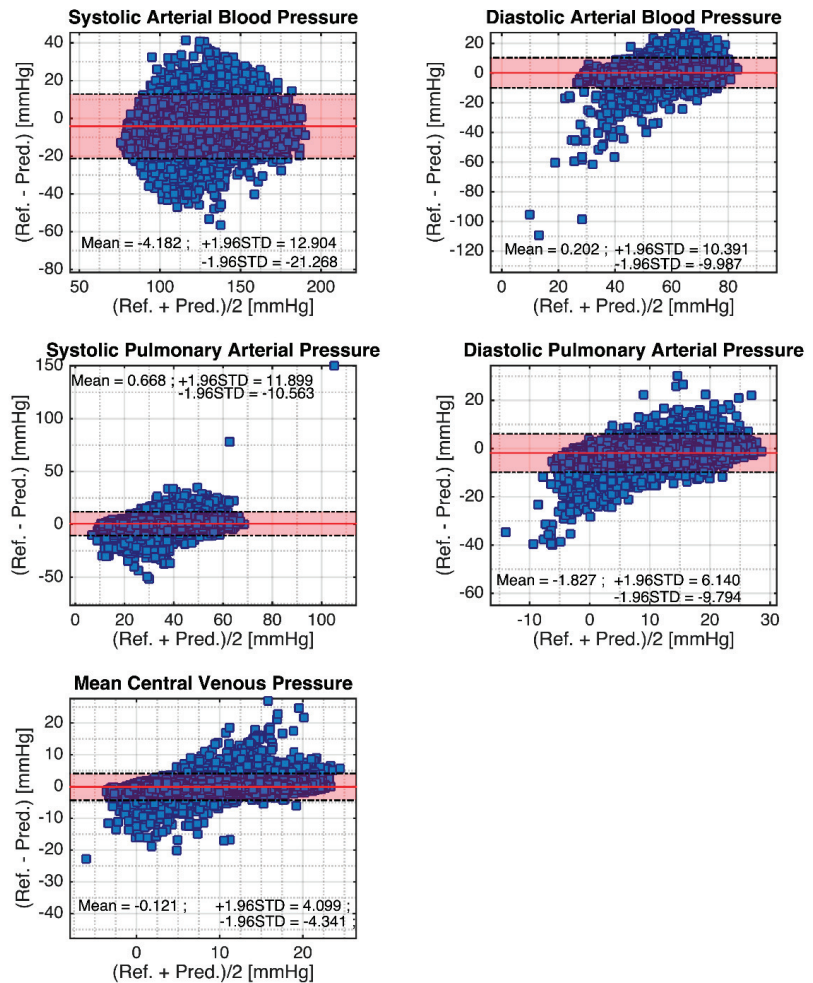 Systolic Arterial Blood Pressure
40
20
0
-20
-40
-60
-80
(Ref. - Pred.) [mmHg]
Mean = -4.182 ; +1.96STD = 12.904
-1.96STD = -21.268
50 100 150 200
(Ref. + Pred.)/2 [mmHg]
Diastolic Arterial Blood Pressure
20
0
-20
-40
-60
-80
-100
-120
(Ref. - Pred.) [mmHg]
Mean = 0.202 ; +1.96STD = 10.391
-1.96STD = -9.987
0 20 40 60 80
(Ref. + Pred.)/2 [mmHg]
Systolic Pulmonary Arterial Pressure
150
100
50
0
-50
(Ref. - Pred.) [mmHg]
Mean = 0.668 ; +1.96STD = 11.899
-1.96STD = -10.563
0 20 40 60 80 100
(Ref. + Pred.)/2 [mmHg]
Diastolic Pulmonary Arterial Pressure
20
0
-20
-40
-60
(Ref. - Pred.) [mmHg]
Mean = -1.827 ; +1.96STD = 6.140
-1.96STD = -9.794
-10 0 10 20 30
(Ref. + Pred.)/2 [mmHg]
Mean Central Venous Pressure
20
10
0
-10
-20
-30
-40
(Ref. - Pred.) [mmHg]
Mean = -0.121 ; +1.96STD = 4.099 ;
-1.96STD = -4.341 ;
0 10 20
(Ref. + Pred.)/2 [mmHg]